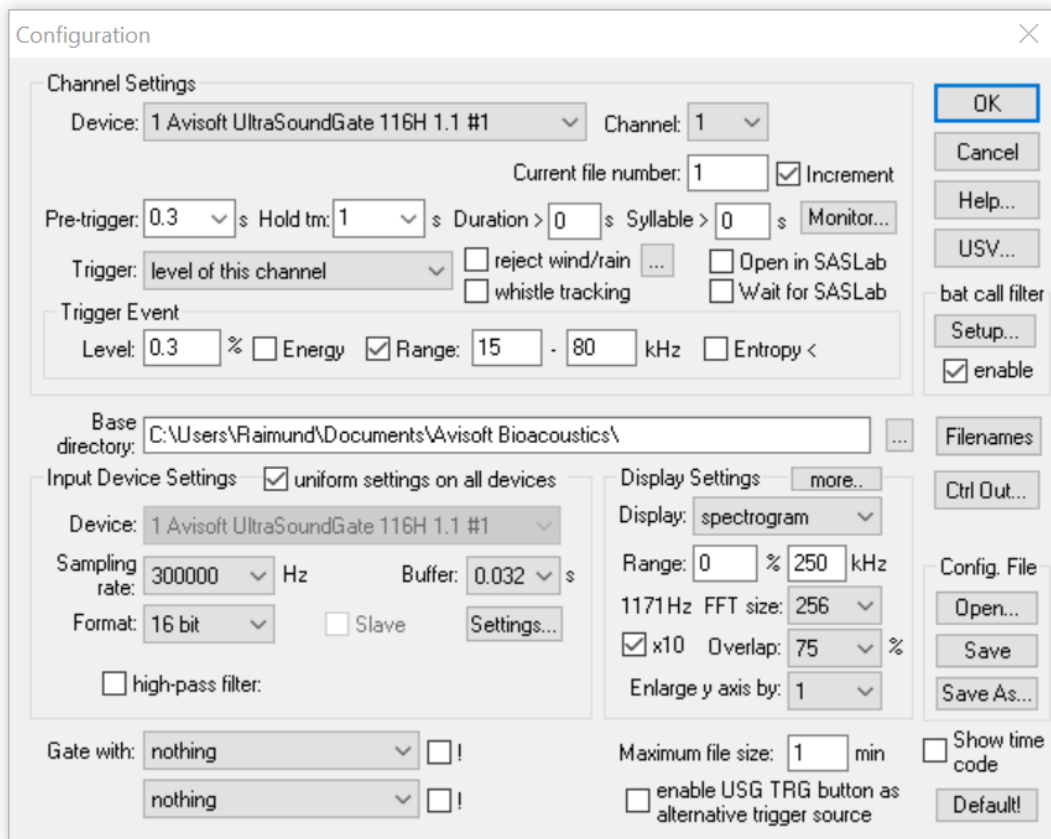 Configuration
Channel Settings
Device: 1 Avisoft UltraSoundGate 116H 1.1 #1 Channel: 1
OK
Cancel
Current file number: 1 Increment
Help...
Pre-trigger: 0.3 s Hold tm: 1 s Duration > 0 s Syllable > 0 s Monitor...
USV...
Trigger: level of this channel reject wind/rain ... Open in SASLab
whistle tracking Wait for SASLab
bat call filter
Setup...
enable
Trigger Event
Level: 0.3 % Energy Range: 15 - 80 kHz Entropy <
Base directory: C:\Users\Raimund\Documents\Avisoft Bioacoustics\ ...
Filenames
Ctrl Out...
Input Device Settings uniform settings on all devices
Device: 1 Avisoft UltraSoundGate 116H 1.1 #1
Sampling rate: 300000 Hz Buffer: 0.032 s
Format: 16 bit Slave Settings...
high-pass filter:
Display Settings more..
Display: spectrogram
Range: 0 % 250 kHz
1171Hz FFT size: 256
x10 Overlap: 75 %
Enlarge y axis by: 1
Config. File
Open...
Save
Save As...
Gate with: nothing !
nothing !
Maximum file size: 1 min
enable USG TRG button as
alternative trigger source
Show time
code
Default!